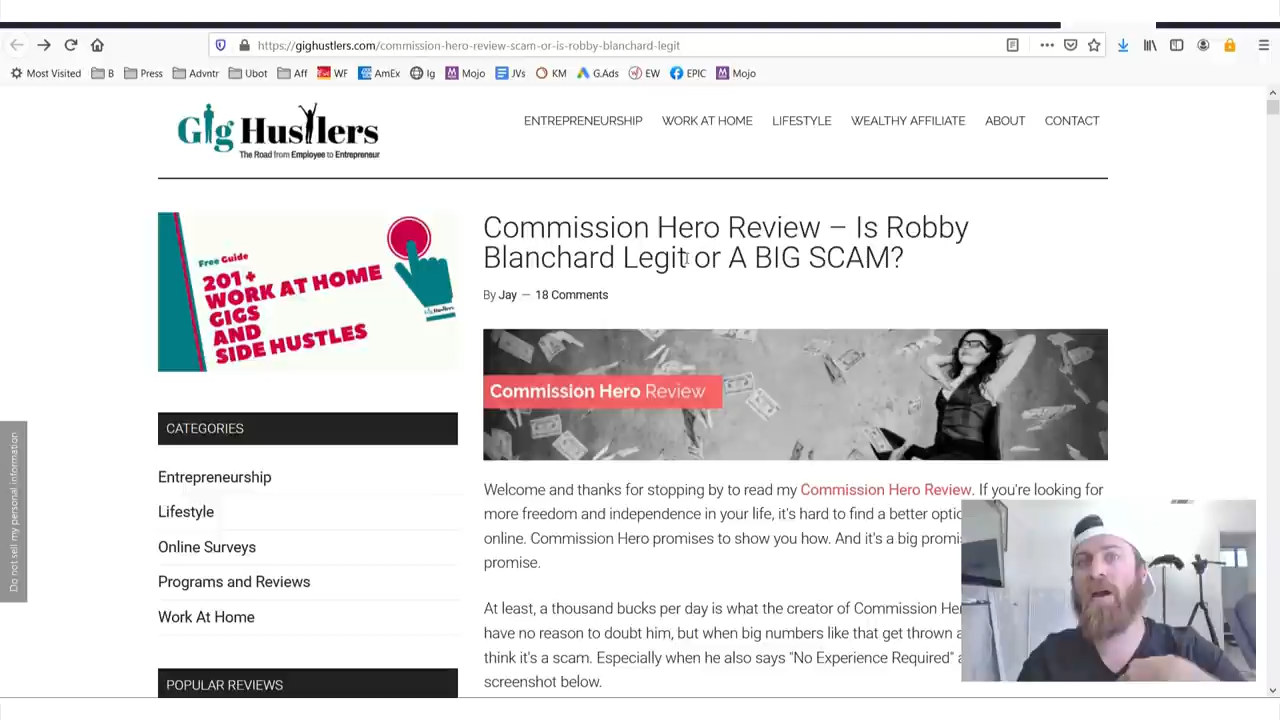 https://gighustlers.com/commission-hero-review-scam-or-is-robby-blanchard-legit
Most Visited B Press Advntr Ubot Aff WF AmEx Ig Mojo JVs KM G.Ads EW EPIC Mojo
Gig Hustlers
The Road from Employee to Entrepreneur
ENTREPRENEURSHIP WORK AT HOME LIFESTYLE WEALTHY AFFILIATE ABOUT CONTACT
Free Guide
201+
WORK AT HOME
GIGS
AND
SIDE HUSTLES
GigHustlers
CATEGORIES
Entrepreneurship
Lifestyle
Online Surveys
Programs and Reviews
Work At Home
POPULAR REVIEWS
Do not sell my personal information
Commission Hero Review – Is Robby
Blanchard Legit or A BIG SCAM?
By Jay — 18 Comments
Commission Hero Review
Welcome and thanks for stopping by to read my Commission Hero Review. If you're looking for
more freedom and independence in your life, it's hard to find a better optio
online. Commission Hero promises to show you how. And it's a big promi
promise.
At least, a thousand bucks per day is what the creator of Commission He
have no reason to doubt him, but when big numbers like that get thrown a
think it's a scam. Especially when he also says "No Experience Required" a
screenshot below.